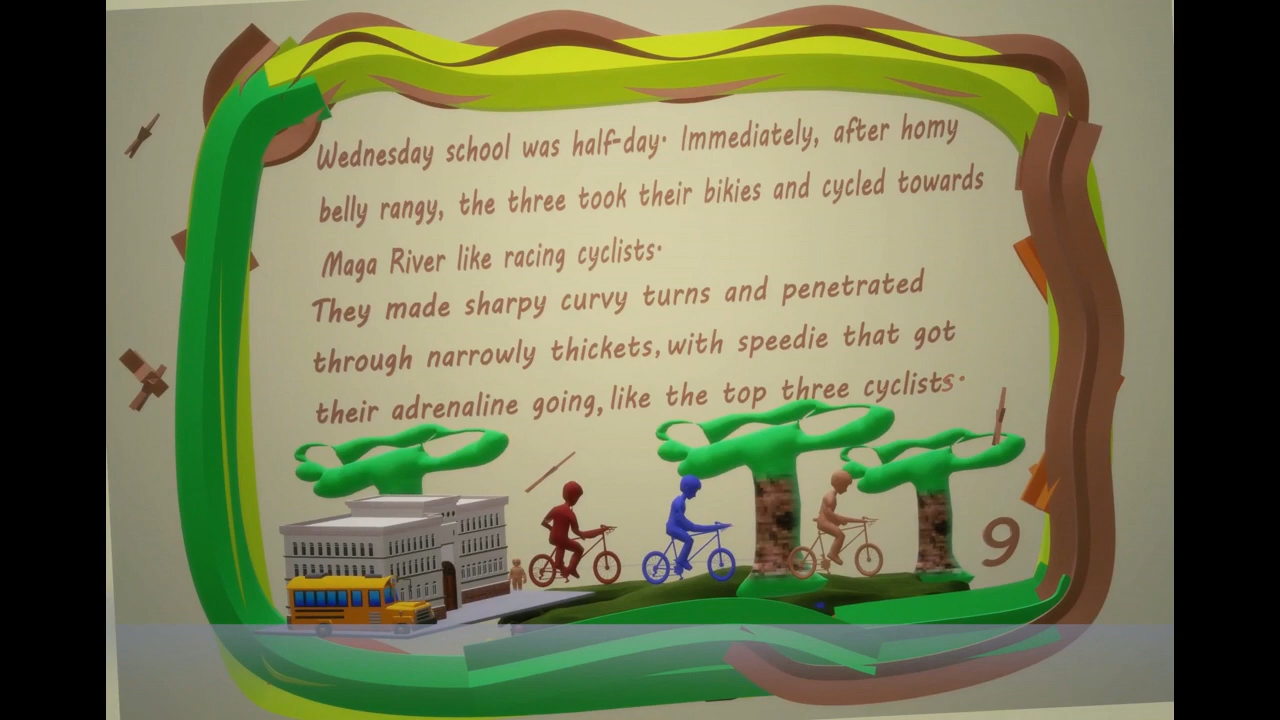 Wednesday school was half-day. Immediately, after homy
belly rangy, the three took their bikies and cycled towards
Maga River like racing cyclists.
They made sharpy curvy turns and penetrated
through narrowly thickets, with speedie that got
their adrenaline going, like the top three cyclists.
9